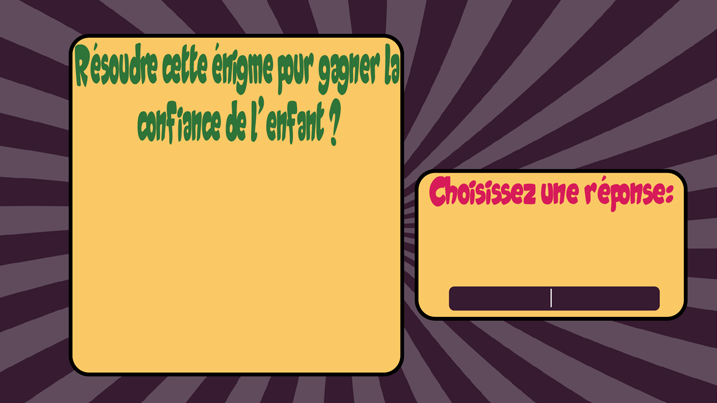 Résoudre cette énigme pour gagner la
confiance de l'enfant ?
Choisissez une réponse: